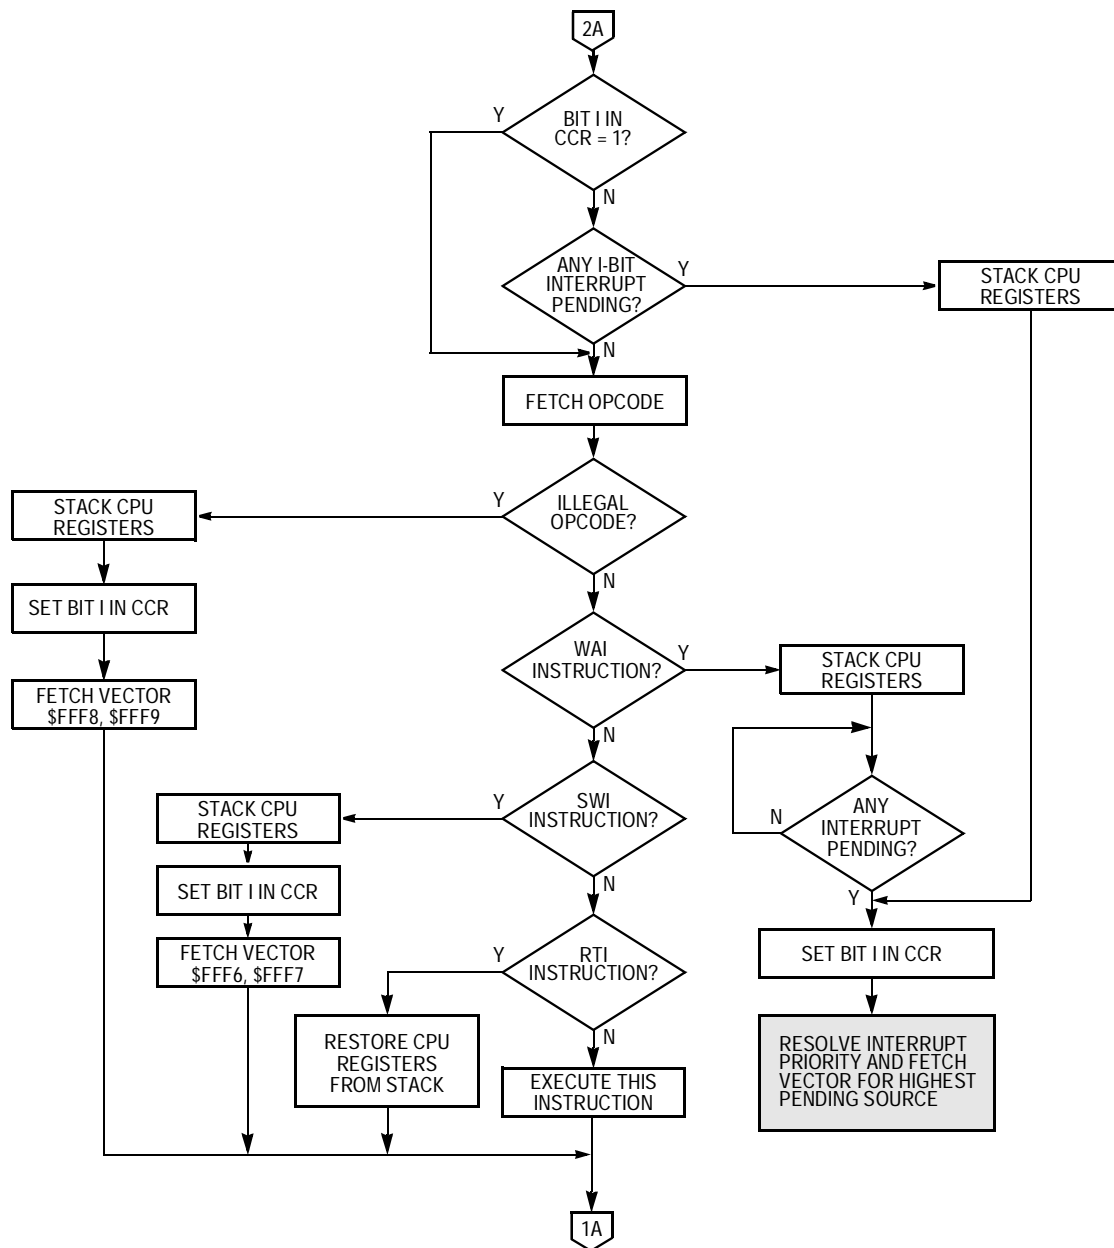 2A
Y
BIT I IN
CCR = 1?
N
ANY I-BIT
INTERRUPT
PENDING?
Y
STACK CPU
REGISTERS
N
FETCH OPCODE
STACK CPU
REGISTERS
Y
ILLEGAL
OPCODE?
N
SET BIT I IN CCR
WAI
INSTRUCTION?
Y
STACK CPU
REGISTERS
FETCH VECTOR
$FFF8, $FFF9
N
STACK CPU
REGISTERS
Y
SWI
INSTRUCTION?
N
ANY
INTERRUPT
PENDING?
N
Y
SET BIT I IN CCR
FETCH VECTOR
$FFF6, $FFF7
Y
RTI
INSTRUCTION?
SET BIT I IN CCR
N
RESTORE CPU
REGISTERS
FROM STACK
EXECUTE THIS
INSTRUCTION
RESOLVE INTERRUPT
PRIORITY AND FETCH
VECTOR FOR HIGHEST
PENDING SOURCE
1A